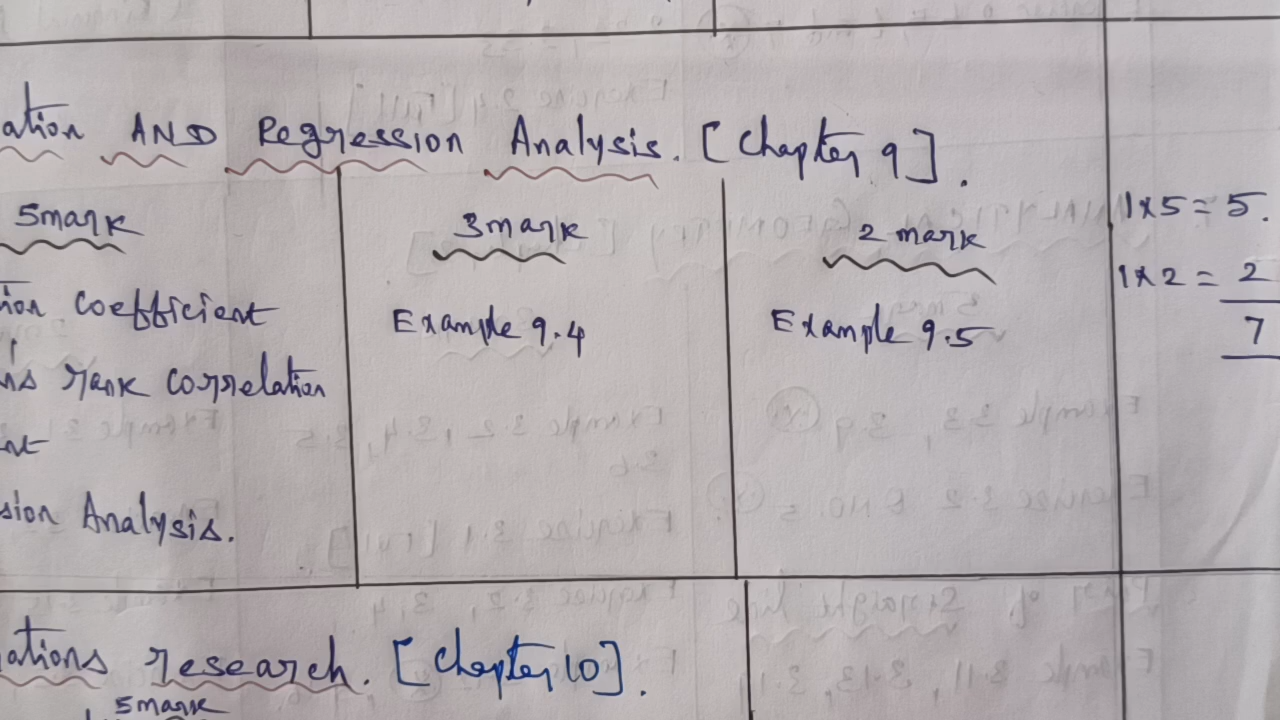 ation AND Regression Analysis. [Chapter 9].
5mark
3mark
2 mark
1x5 = 5.
1x2 = 2
7
ion coefficient
ns rank correlation
nt
sion Analysis.
Example 9.4
Example 9.5
ations research. [Chapter 10].
5mark